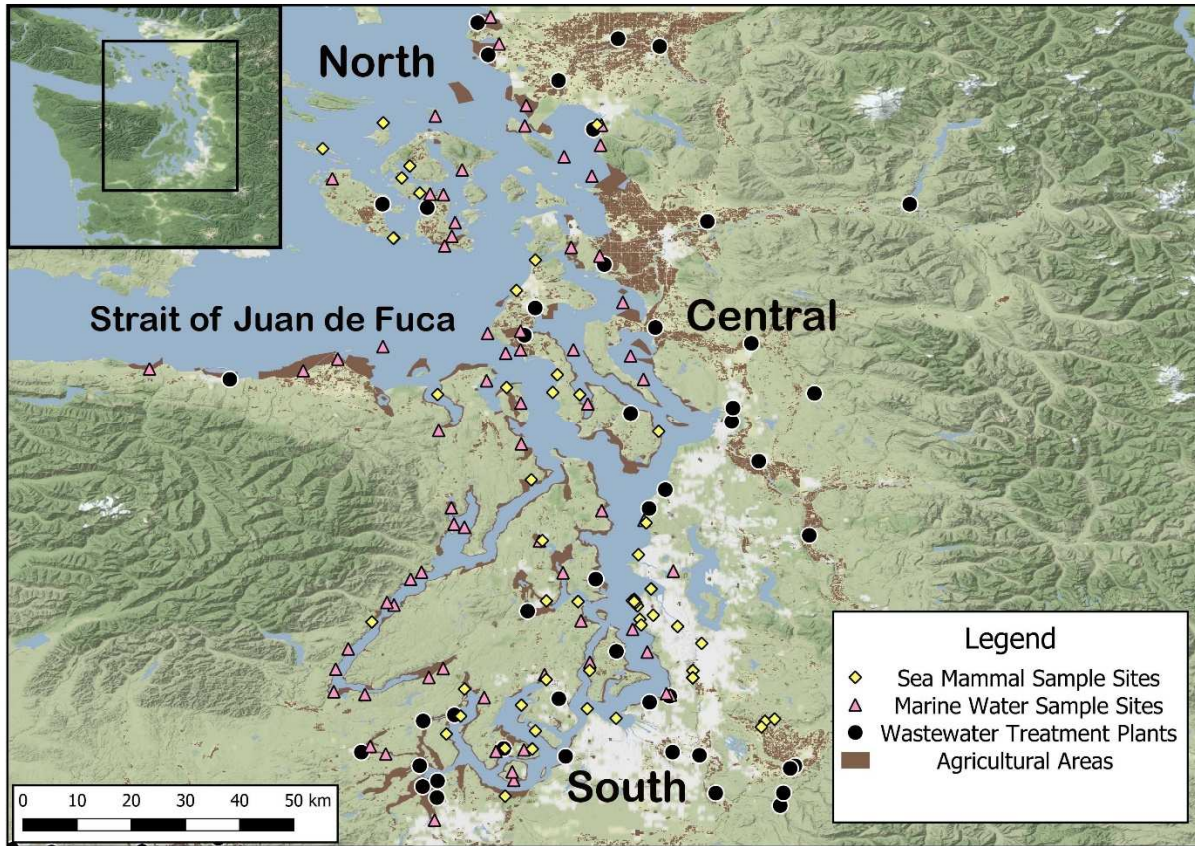 North
Strait of Juan de Fuca
Central
South
Legend
Sea Mammal Sample Sites
Marine Water Sample Sites
Wastewater Treatment Plants
Agricultural Areas
0 10 20 30 40 50 km